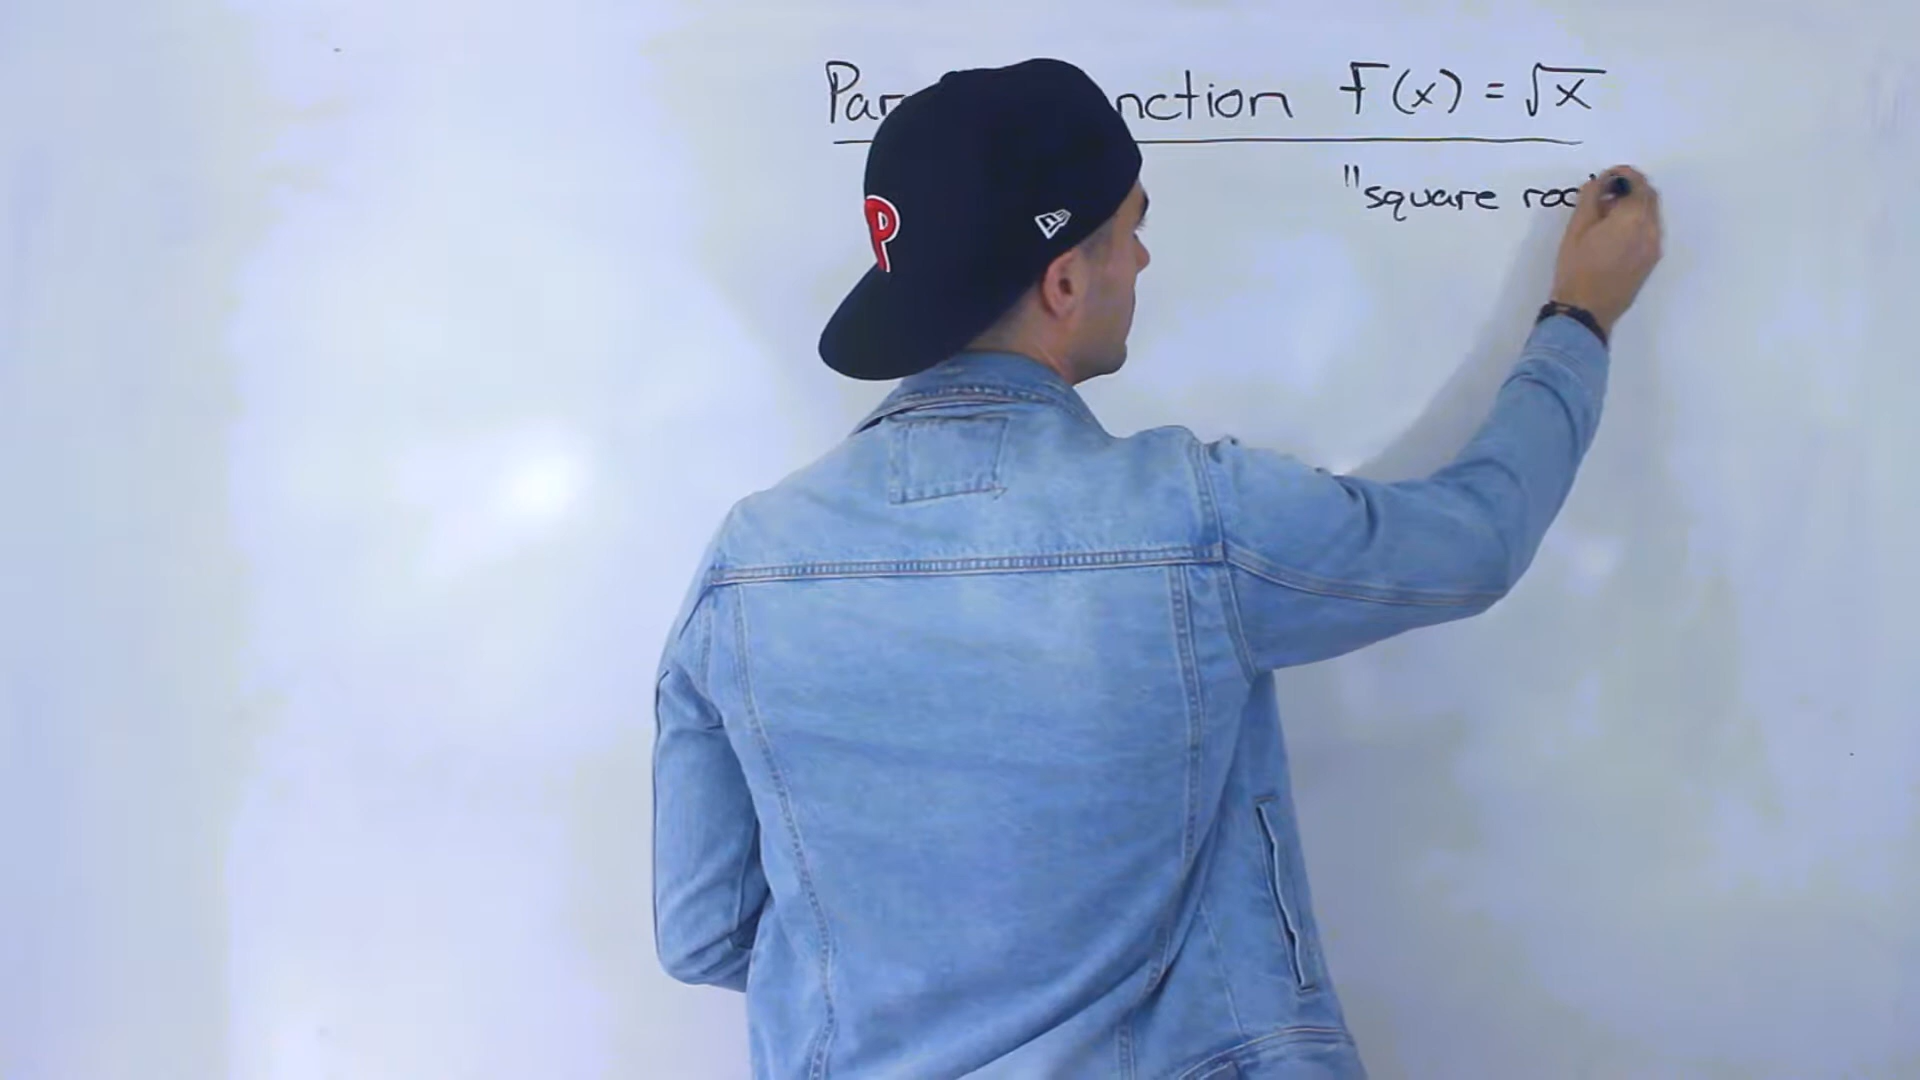 Par nction F(x) = √x
"square roo
P